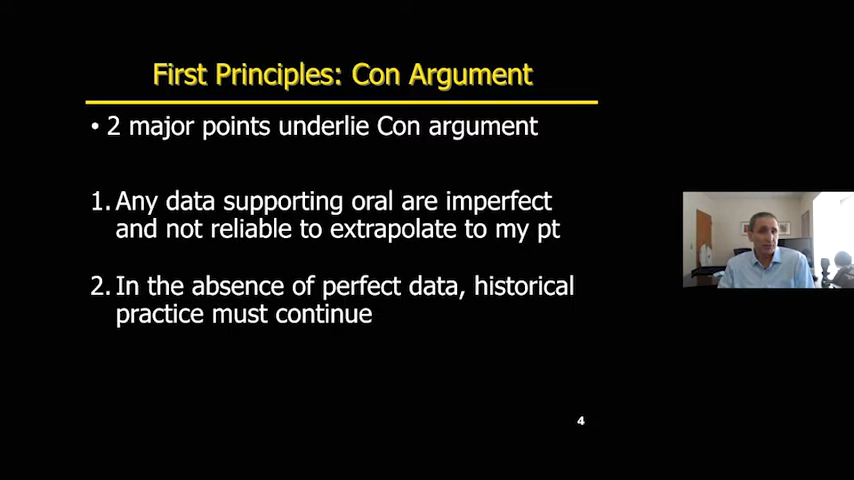 First Principles: Con Argument
• 2 major points underlie Con argument
1. Any data supporting oral are imperfect
and not reliable to extrapolate to my pt
2. In the absence of perfect data, historical
practice must continue
4